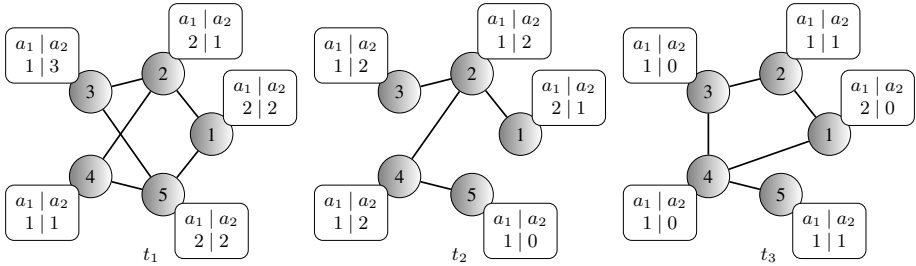 a₁ | a₂
2 | 1
a₁ | a₂
1 | 3
2
3
a₁ | a₂
2 | 2
1
4
5
a₁ | a₂
1 | 1
a₁ | a₂
2 | 2
t₁
a₁ | a₂
1 | 2
a₁ | a₂
1 | 2
2
3
a₁ | a₂
2 | 1
1
4
5
a₁ | a₂
1 | 2
a₁ | a₂
1 | 0
t₂
a₁ | a₂
1 | 1
a₁ | a₂
1 | 0
2
3
a₁ | a₂
2 | 0
1
4
5
a₁ | a₂
1 | 0
a₁ | a₂
1 | 1
t₃